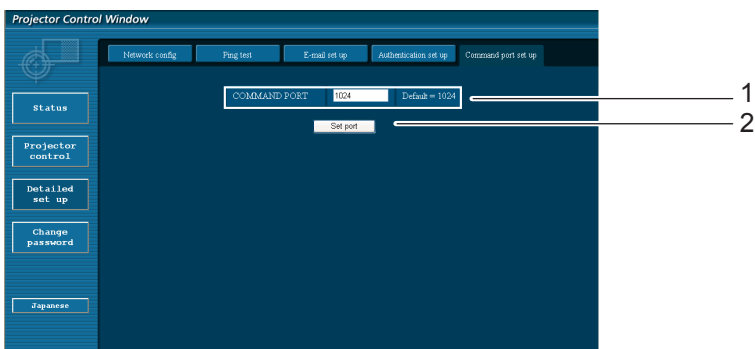 Projector Control Window
Network config Ping test E-mail set up Authentication set up Command port set up
COMMAND PORT 1024 Default = 1024 1
Set port 2
Status
Projector
control
Detailed
set up
Change
password
Japanese